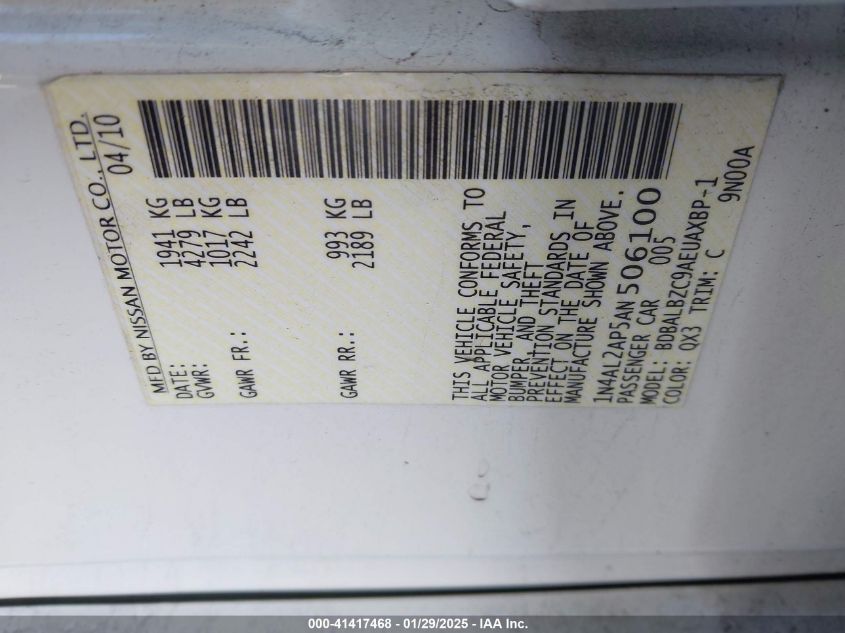 MFD BY NISSAN MOTOR CO., LTD.
DATE: 04/10
GVWR: 1941 KG
4279 LB
GAWR FR.: 1017 KG
2242 LB
GAWR RR.: 993 KG
2189 LB
THIS VEHICLE CONFORMS TO
ALL APPLICABLE FEDERAL
MOTOR VEHICLE SAFETY,
BUMPER, AND THEFT
PREVENTION STANDARDS IN
EFFECT ON THE DATE OF
MANUFACTURE SHOWN ABOVE.
1N4AL2AP5AN506100
PASSENGER CAR 005
MODEL: BDBALBZC9AEUAXBP-1
COLOR: QX3 TRIM: C 9N00A
000-41417468 - 01/29/2025 - IAA Inc.